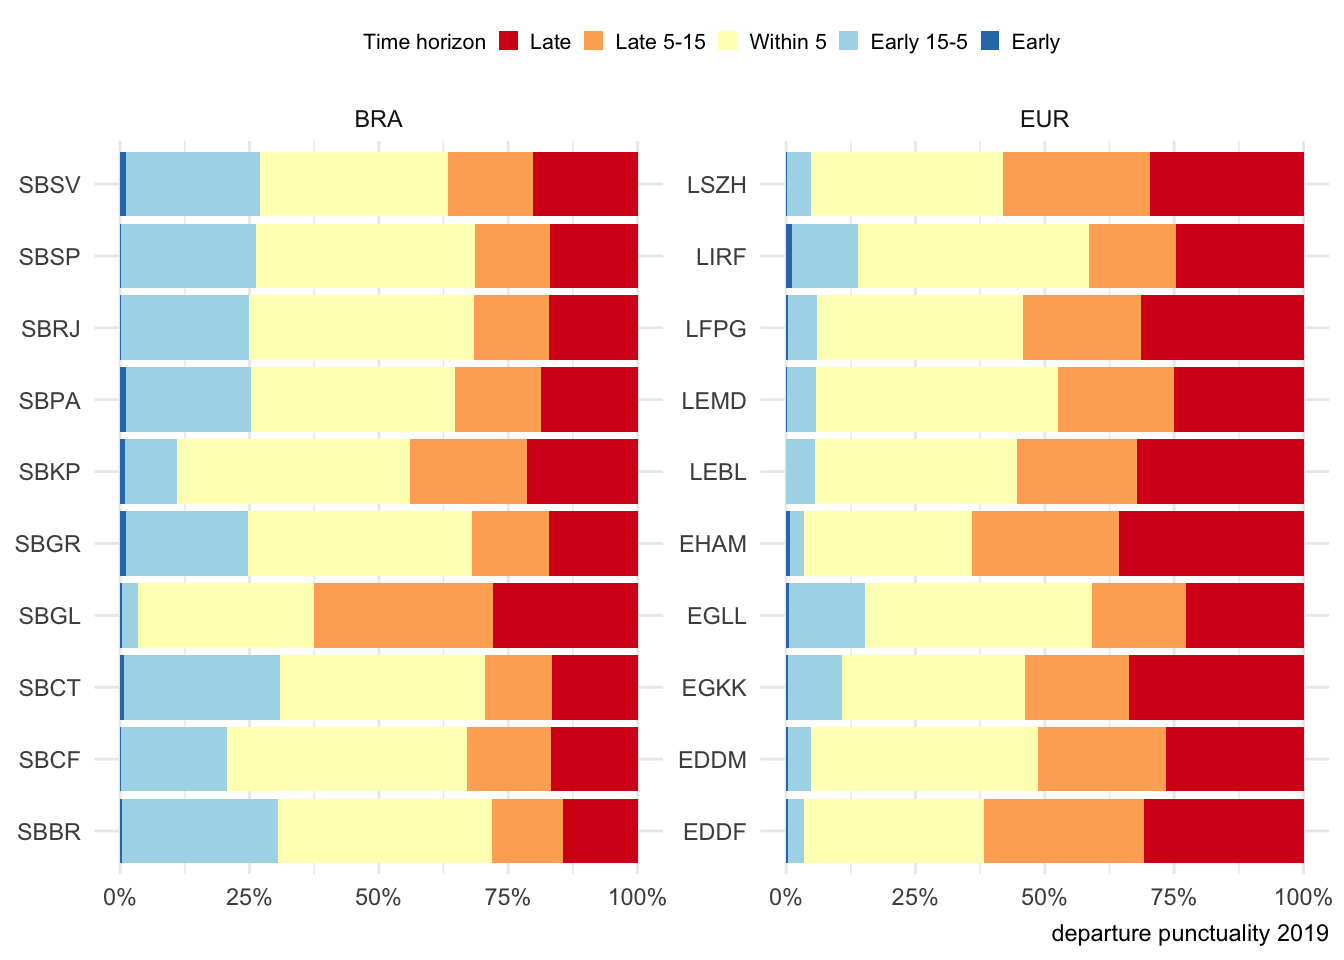 Time horizon Late Late 5-15 Within 5 Early 15-5 Early
BRA EUR
SBSV LSZH
SBSP LIRF
SBRJ LFPG
SBPA LEMD
SBKP LEBL
SBGR EHAM
SBGL EGLL
SBCT EGKK
SBCF EDDM
SBBR EDDF
0% 25% 50% 75% 100% 0% 25% 50% 75% 100%
departure punctuality 2019